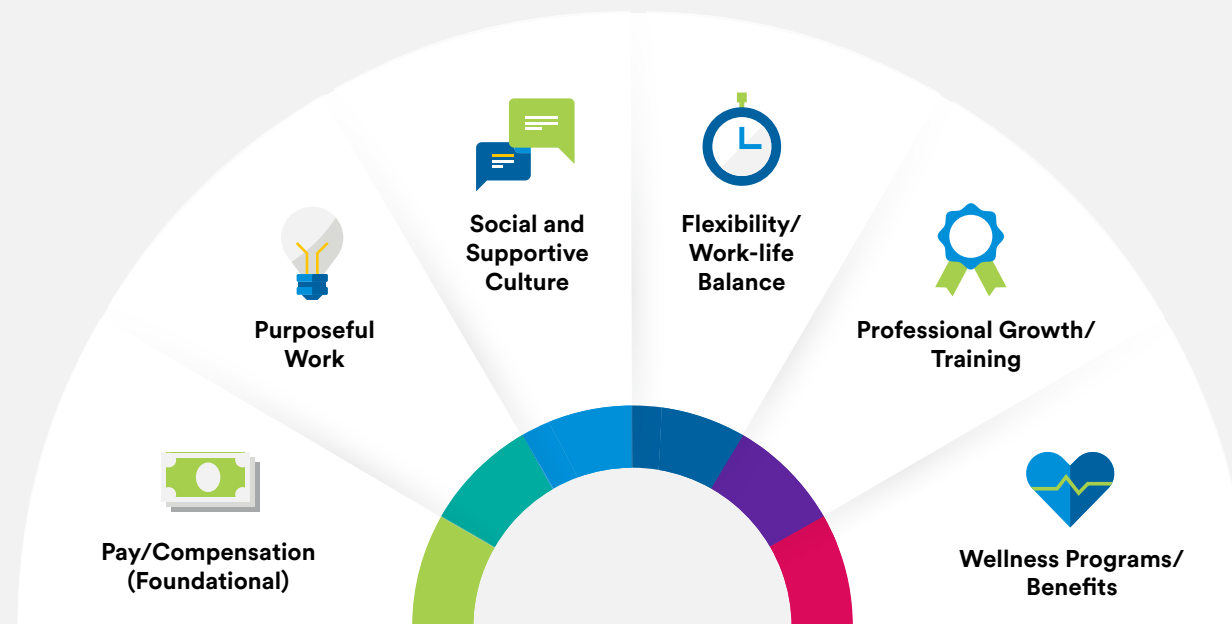 Pay/Compensation
(Foundational)
Purposeful
Work
Social and
Supportive
Culture
Flexibility/
Work-life
Balance
Professional Growth/
Training
Wellness Programs/
Benefits